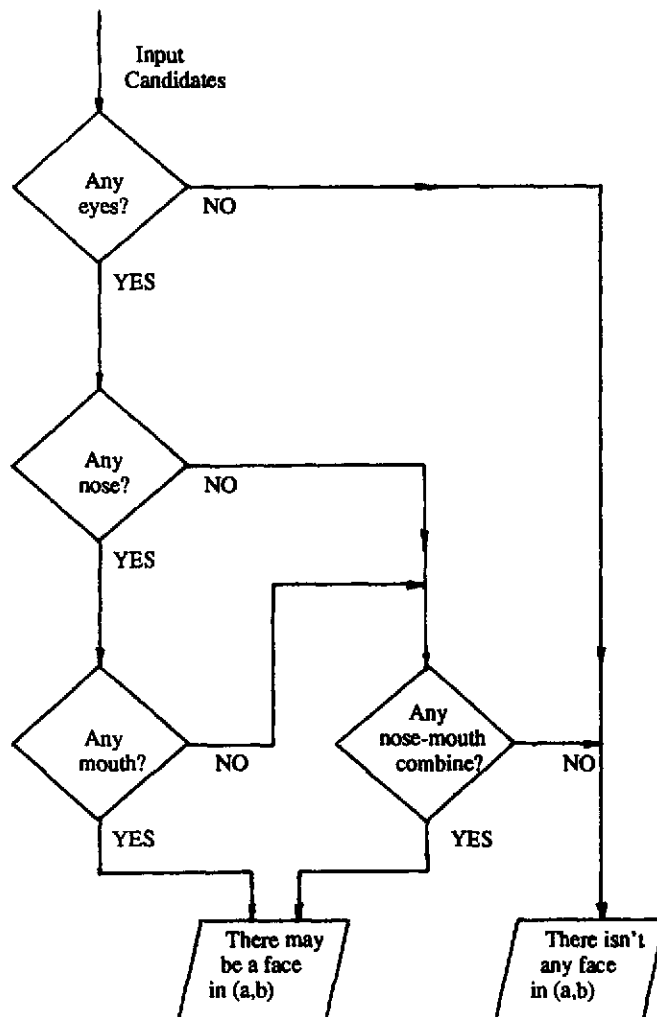 Input
Candidates
Any
eyes?
NO
YES
Any
nose?
NO
YES
Any
mouth?
NO
YES
Any
nose-mouth
combine?
NO
YES
There may
be a face
in (a,b)
There isn't
any face
in (a,b)